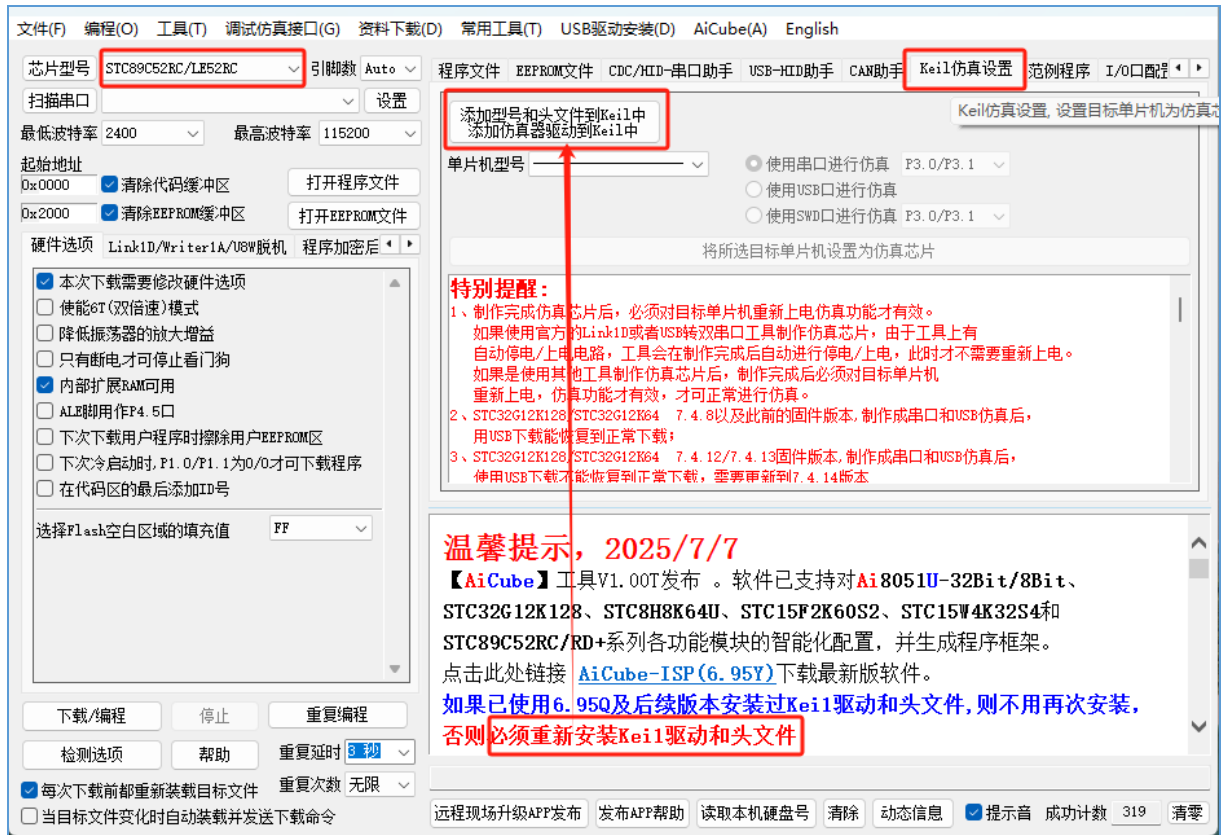 文件(F) 编程(O) 工具(T) 调试仿真接口(G) 资料下载(D) 常用工具(T) USB驱动安装(D) AiCube(A) English
芯片型号 STC89C52RC/LE52RC 引脚数 Auto
扫描串口 设置
最低波特率 2400 最高波特率 115200
起始地址
0x0000 清除代码缓冲区 打开程序文件
0x2000 清除EEPROM缓冲区 打开EEPROM文件
硬件选项 Link1D/Writer1A/U8W脱机 程序加密后
本次下载需要修改硬件选项
使能6T(双倍速)模式
降低振荡器的放大增益
只有断电才可停止看门狗
内部扩展RAM可用
ALE脚用作P4.5口
下次下载用户程序时擦除用户EEPROM区
下次冷启动时,P1.0/P1.1为0/0才可下载程序
在代码区的最后添加ID号
选择Flash空白区域的填充值 FF
下载/编程 停止 重复编程
检测选项 帮助 重复延时 3 秒
每次下载前都重新装载目标文件 重复次数 无限
当目标文件变化时自动装载并发送下载命令
程序文件 EEPROM文件 CDC/HID-串口助手 USB-HID助手 CAN助手 Keil仿真设置 范例程序 I/O口配
Keil仿真设置, 设置目标单片机为仿真
添加型号和头文件到Keil中
添加仿真器驱动到Keil中
单片机型号 使用串口进行仿真 P3.0/P3.1
使用USB口进行仿真
使用SWD口进行仿真 P3.0/P3.1
将所选目标单片机设置为仿真芯片
特别提醒：
1、制作完成仿真芯片后，必须对目标单片机重新上电仿真功能才有效。
如果使用官方的Link1D或者USB转双串口工具制作仿真芯片，由于工具上有
自动停电/上电电路，工具会在制作完成后自动进行停电/上电，此时才不需要重新上电。
如果是使用其他工具制作仿真芯片后，制作完成后必须对目标单片机
重新上电，仿真功能才有效，才可正常进行仿真。
2、STC32G12K128/STC32G12K64 7.4.8以及此前的固件版本,制作成串口和USB仿真后，
用USB下载能恢复到正常下载；
3、STC32G12K128/STC32G12K64 7.4.12/7.4.13固件版本,制作成串口和USB仿真后，
使用USB下载不能恢复到正常下载，需要更新到7.4.14版本
温馨提示，2025/7/7
【AiCube】工具V1.00T发布 。软件已支持对Ai8051U-32Bit/8Bit、
STC32G12K128、STC8H8K64U、STC15F2K60S2、STC15W4K32S4和
STC89C52RC/RD+系列各功能模块的智能化配置，并生成程序框架。
点击此处链接 AiCube-ISP(6.95Y)下载最新版软件。
如果已使用6.95Q及后续版本安装过Keil驱动和头文件,则不用再次安装，
否则必须重新安装Keil驱动和头文件
远程现场升级APP发布 发布APP帮助 读取本机硬盘号 清除 动态信息 提示音 成功计数 319 清零